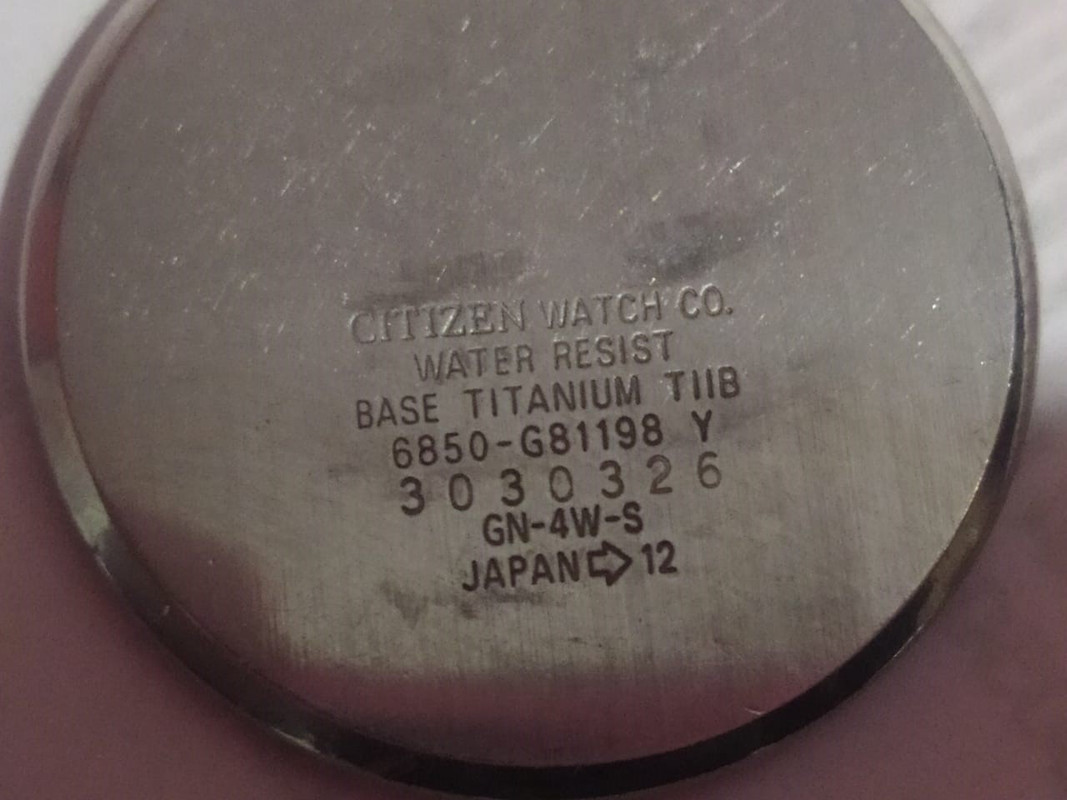 CITIZEN WATCH CO.
WATER RESIST
BASE TITANIUM TIIB
6850-G81198 Y
3030326
GN-4W-S
JAPAN⇨12